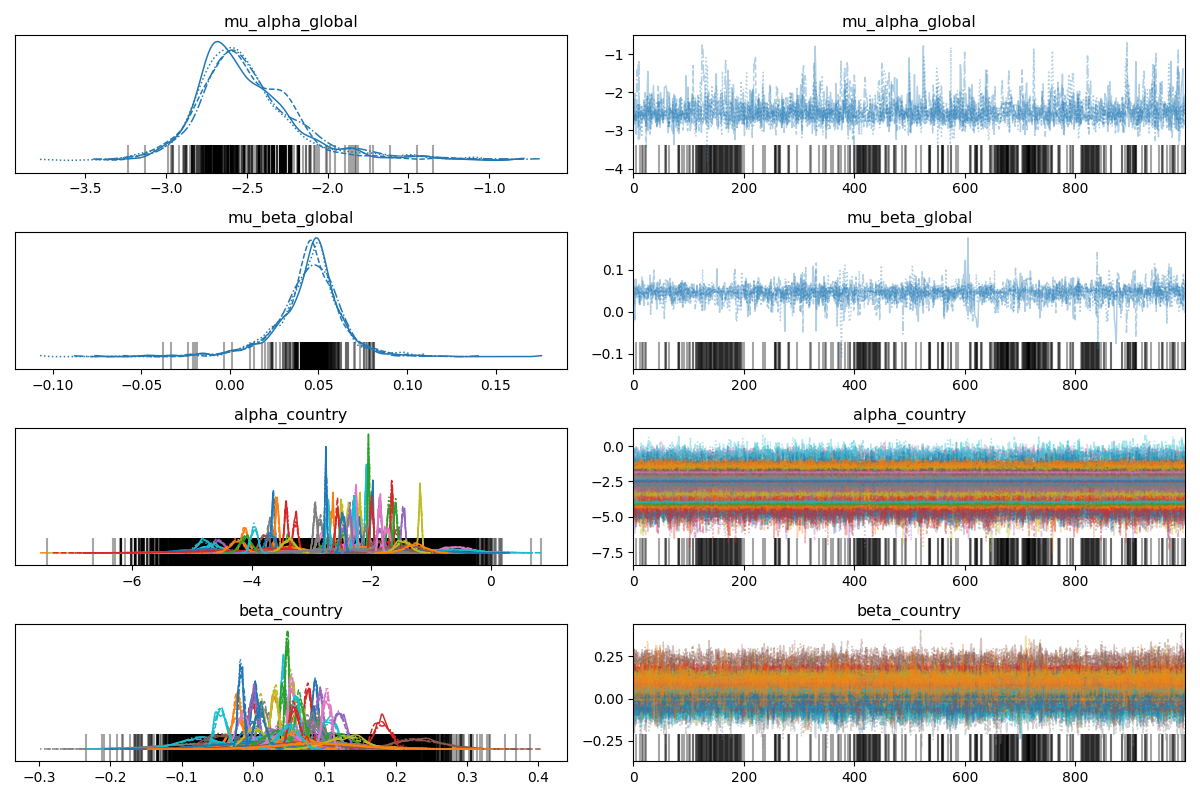 mu_alpha_global
mu_alpha_global
−1
−2
−3
−4
−3.5 −3.0 −2.5 −2.0 −1.5 −1.0
0 200 400 600 800
mu_beta_global
mu_beta_global
0.1
0.0
−0.1
−0.10 −0.05 0.00 0.05 0.10 0.15
0 200 400 600 800
alpha_country
alpha_country
0.0
−2.5
−5.0
−7.5
−6 −4 −2 0
0 200 400 600 800
beta_country
beta_country
0.25
0.00
−0.25
−0.3 −0.2 −0.1 0.0 0.1 0.2 0.3 0.4
0 200 400 600 800